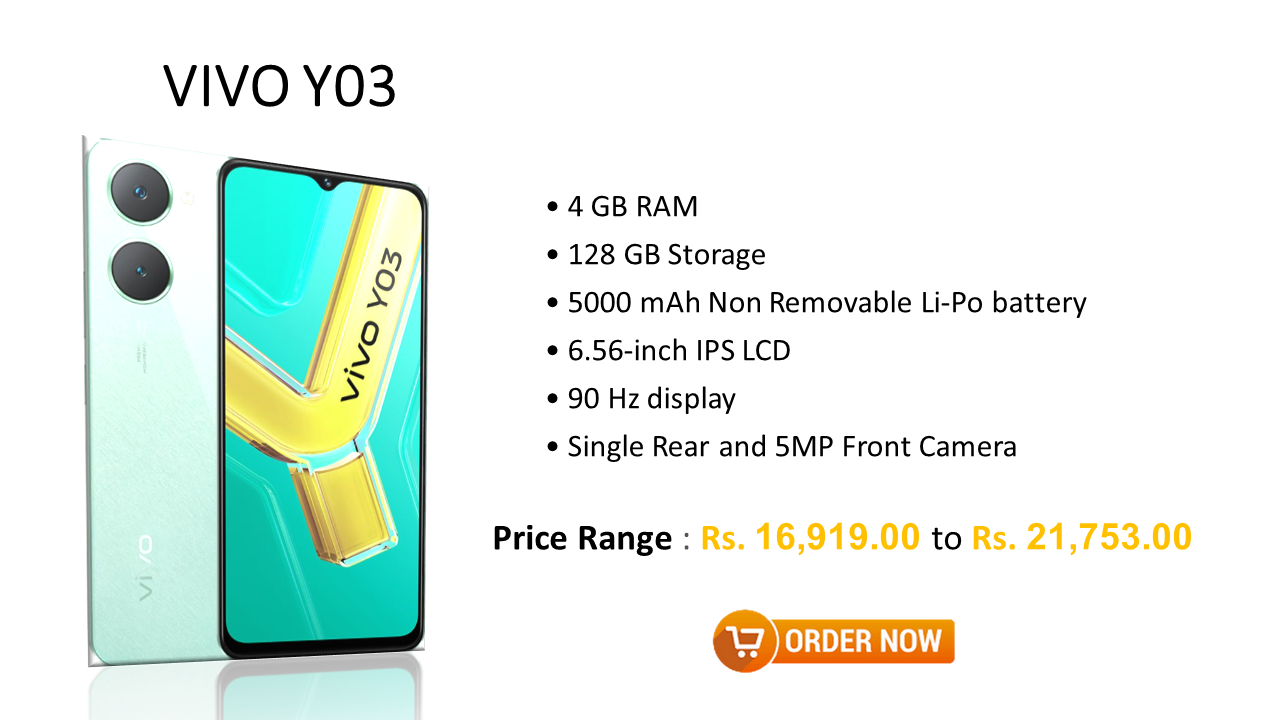 VIVO Y03
vivo Y03
vivo
• 4 GB RAM
• 128 GB Storage
• 5000 mAh Non Removable Li-Po battery
• 6.56-inch IPS LCD
• 90 Hz display
• Single Rear and 5MP Front Camera
Price Range : Rs. 16,919.00 to Rs. 21,753.00
ORDER NOW